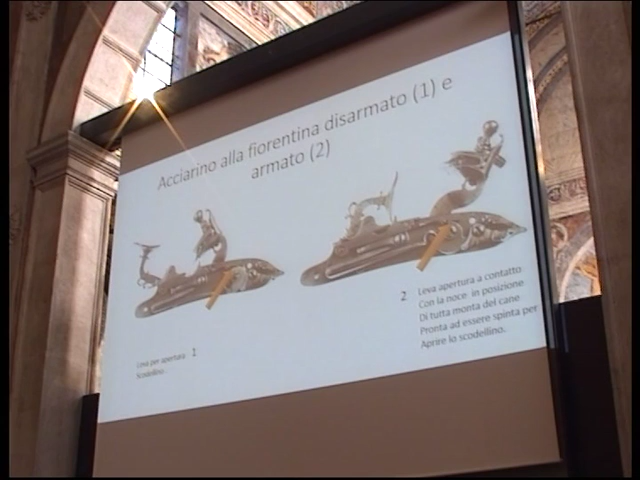 Acciarino alla fiorentina disarmato (1) e
armato (2)
Leva per apertura 1
Scodellino.
2 Leva apertura a contatto
Con la noce in posizione
Di tutta monta del cane
Pronta ad essere spinta per
Aprire lo scodellino.